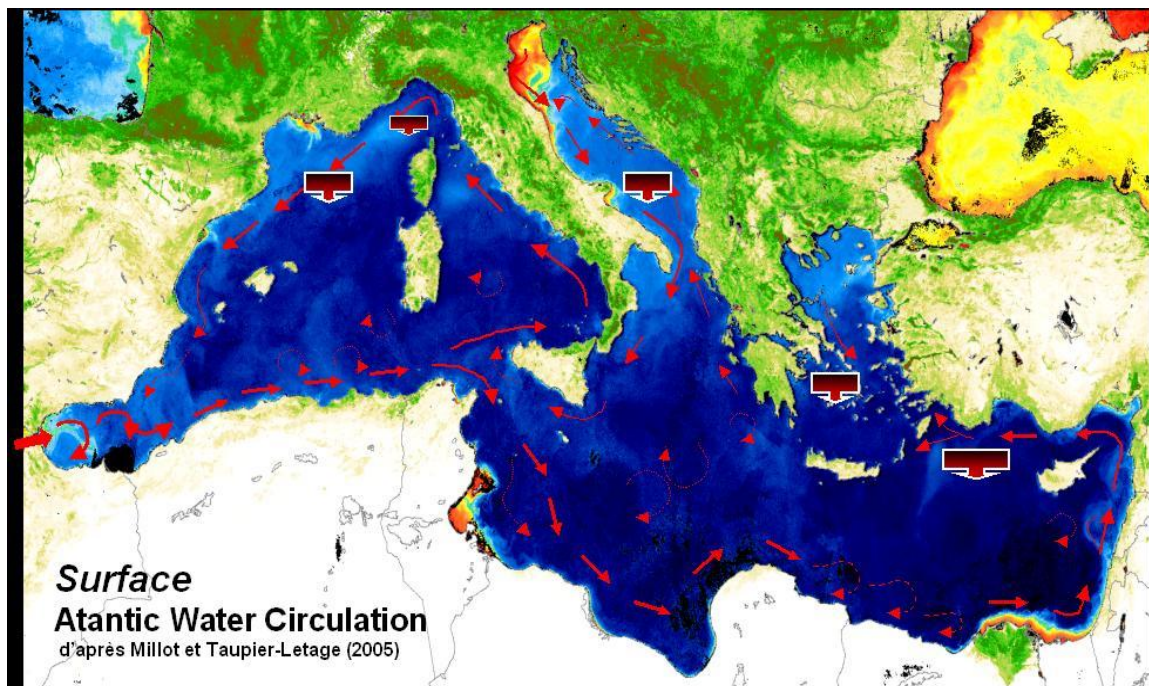 Surface
Atantic Water Circulation
d'après Millot et Taupier-Letage (2005)